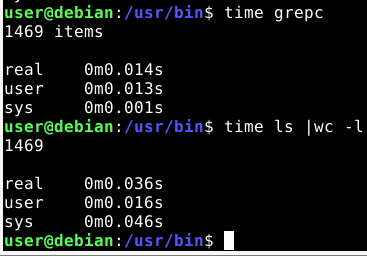 user@debian:/usr/bin$ time grepc
1469 items

real    0m0.014s
user    0m0.013s
sys     0m0.001s
user@debian:/usr/bin$ time ls |wc -l
1469

real    0m0.036s
user    0m0.016s
sys     0m0.046s
user@debian:/usr/bin$